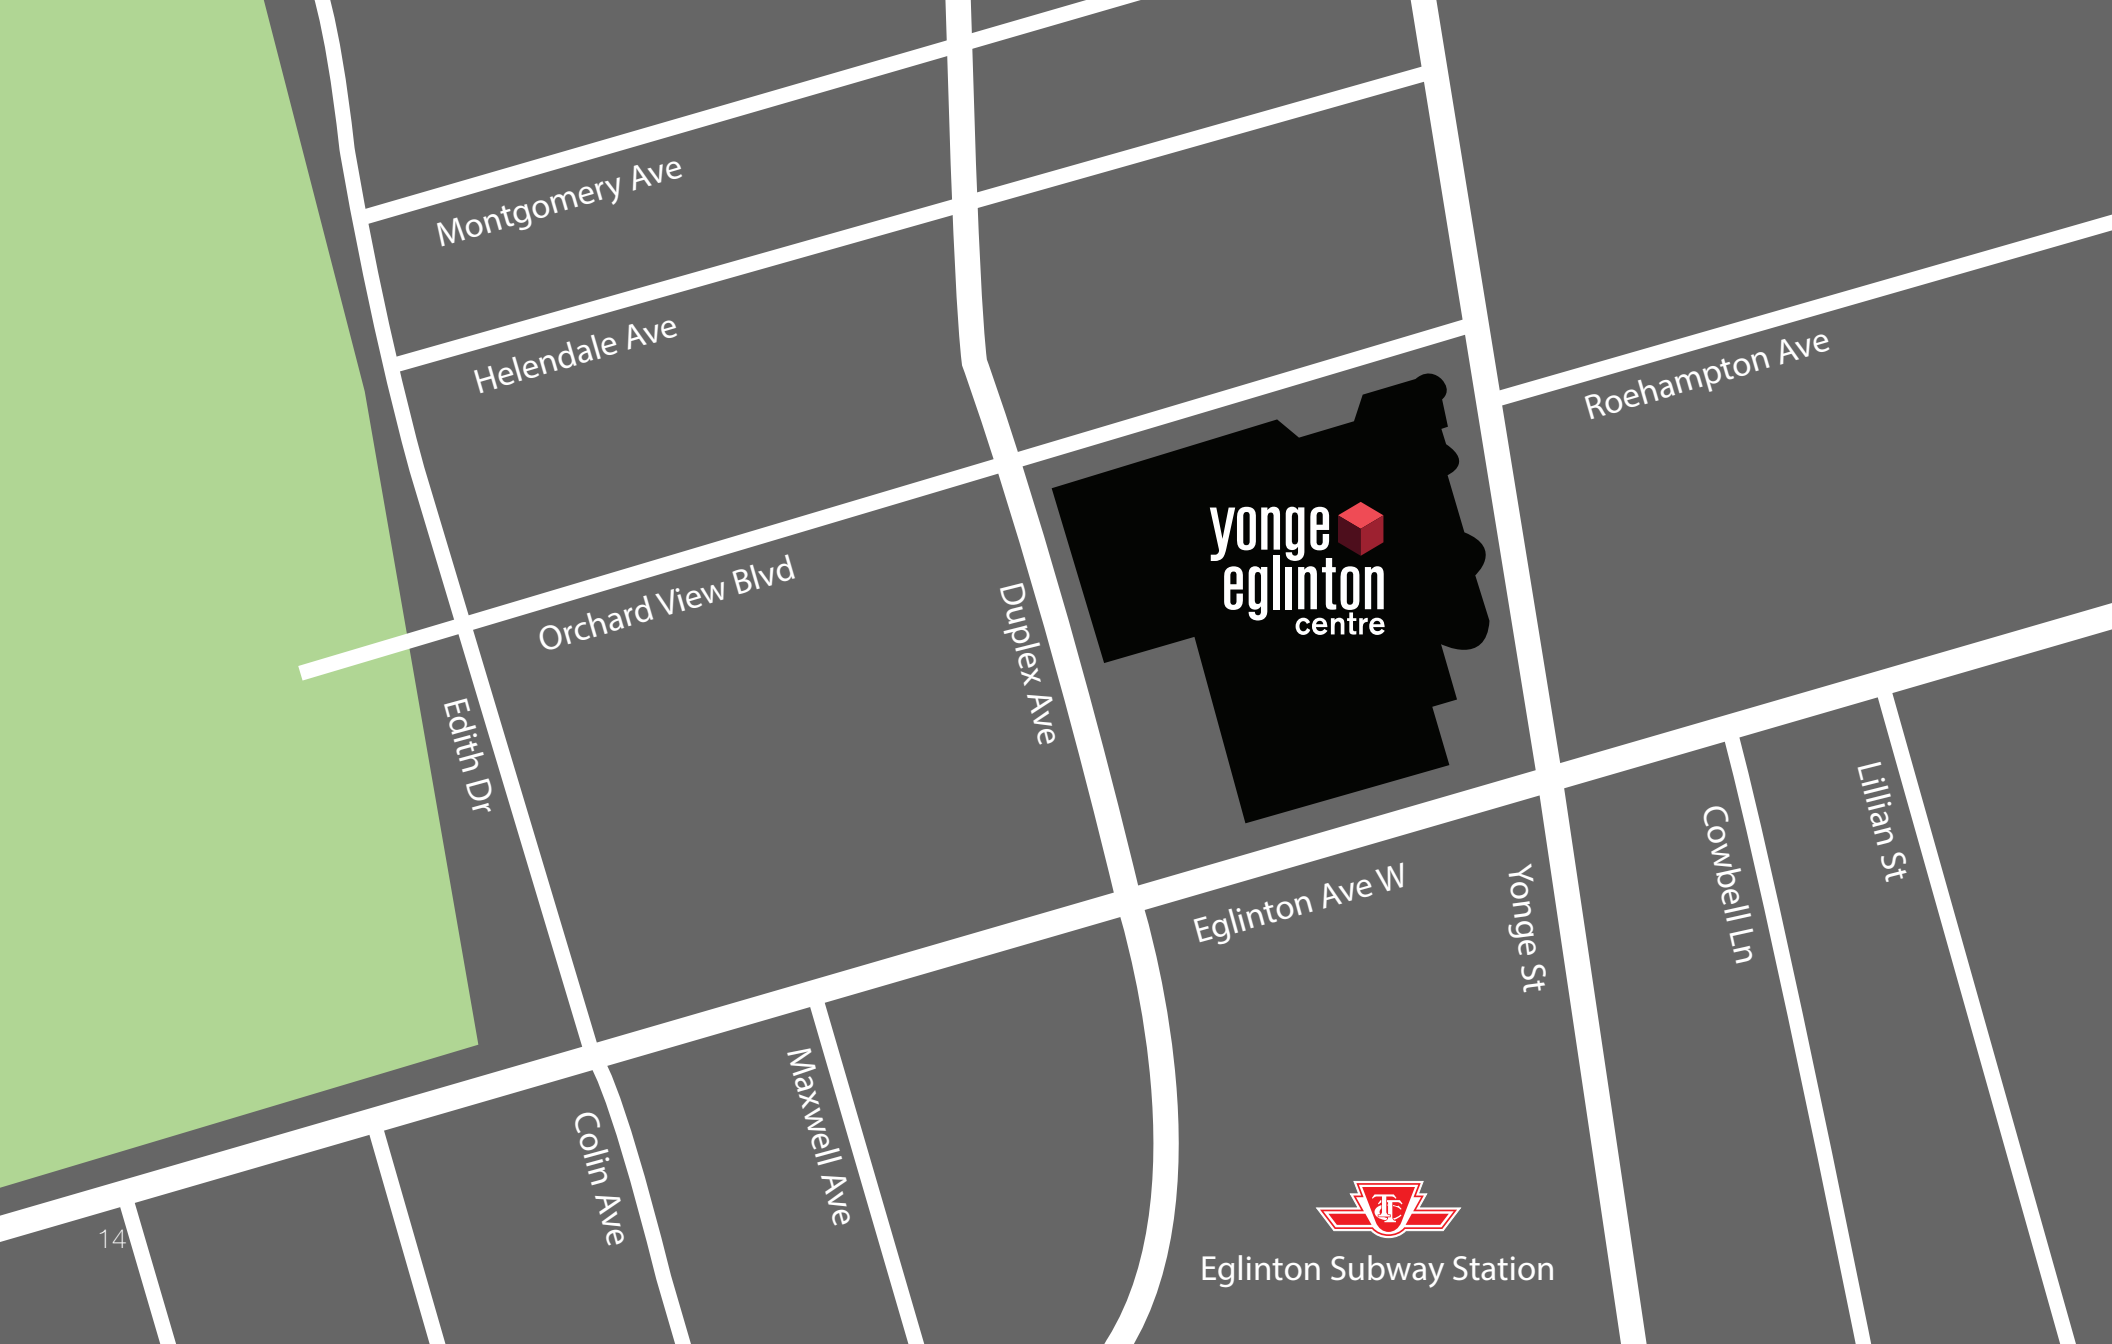 Montgomery Ave
Helendale Ave
Roehampton Ave
yonge
eglinton
centre
Orchard View Blvd
Duplex Ave
Edith Dr
Lillian St
Cowbell Ln
Eglinton Ave W
Yonge St
Maxwell Ave
Colin Ave
TTC
Eglinton Subway Station
14